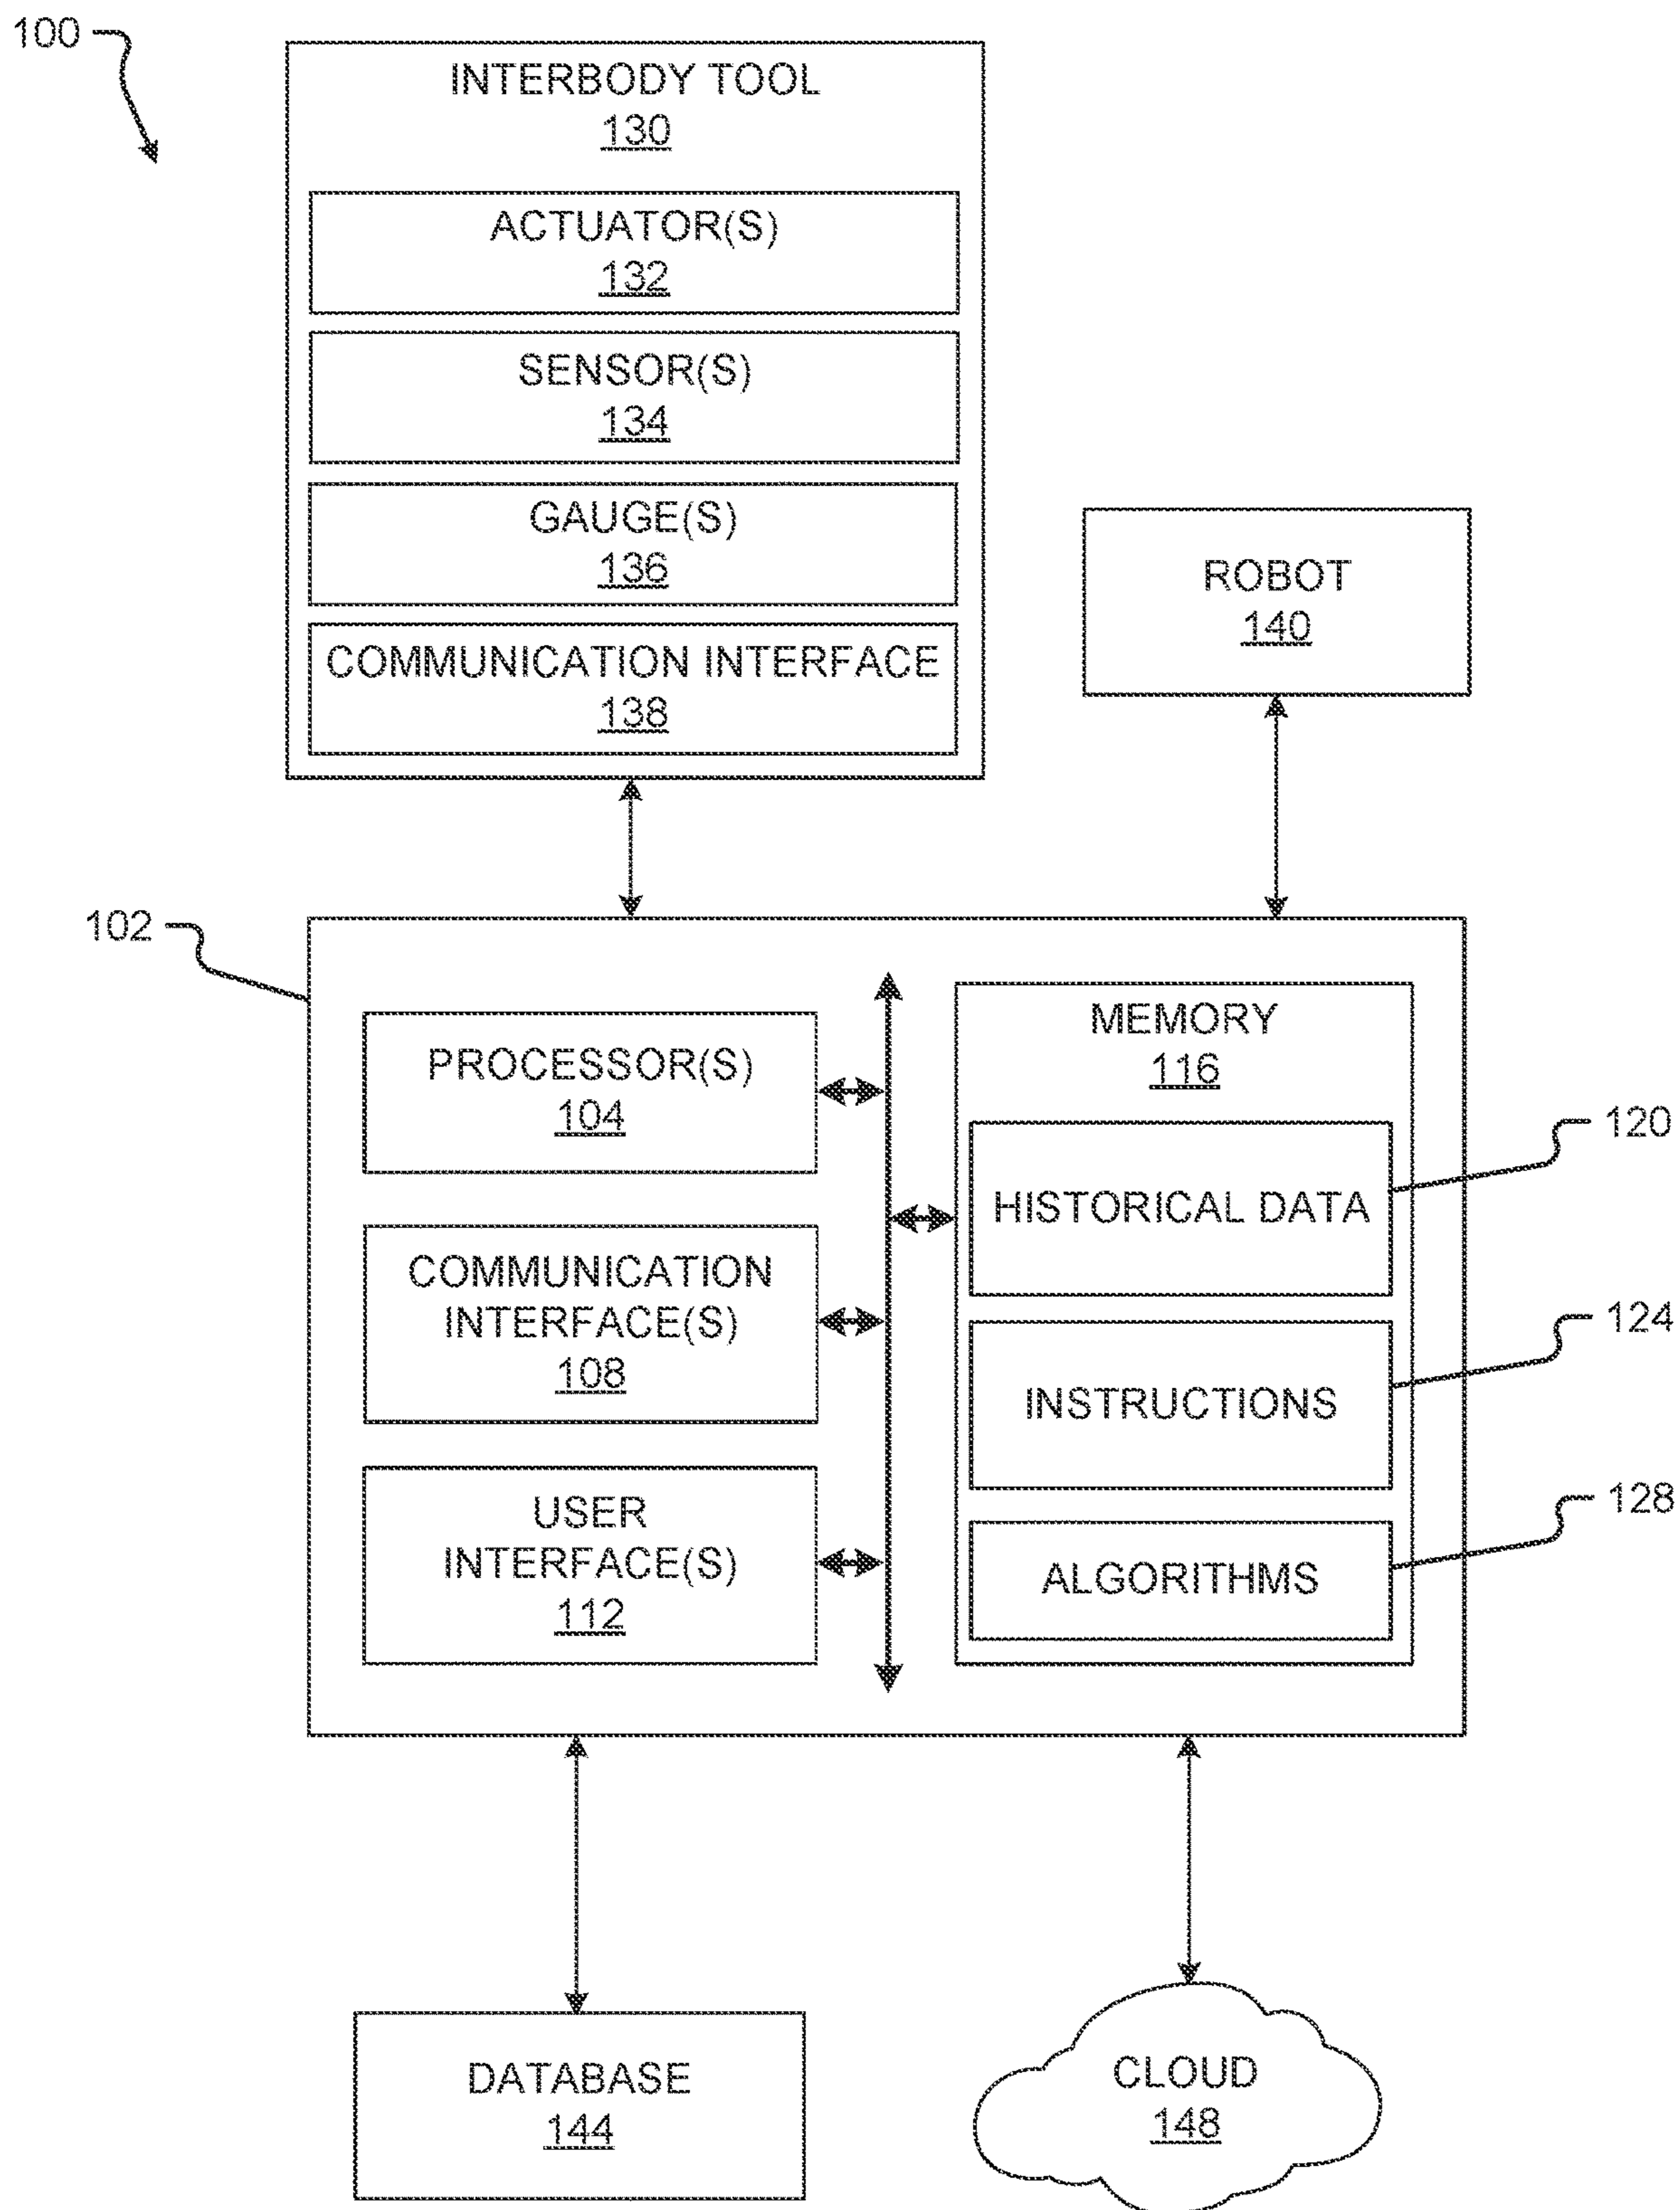 100
INTERBODY TOOL
130
ACTUATOR(S)
132
SENSOR(S)
134
GAUGE(S)
136
COMMUNICATION INTERFACE
138
ROBOT
140
102
PROCESSOR(S)
104
COMMUNICATION
INTERFACE(S)
108
USER
INTERFACE(S)
112
MEMORY
116
HISTORICAL DATA
120
INSTRUCTIONS
124
ALGORITHMS
128
DATABASE
144
CLOUD
148